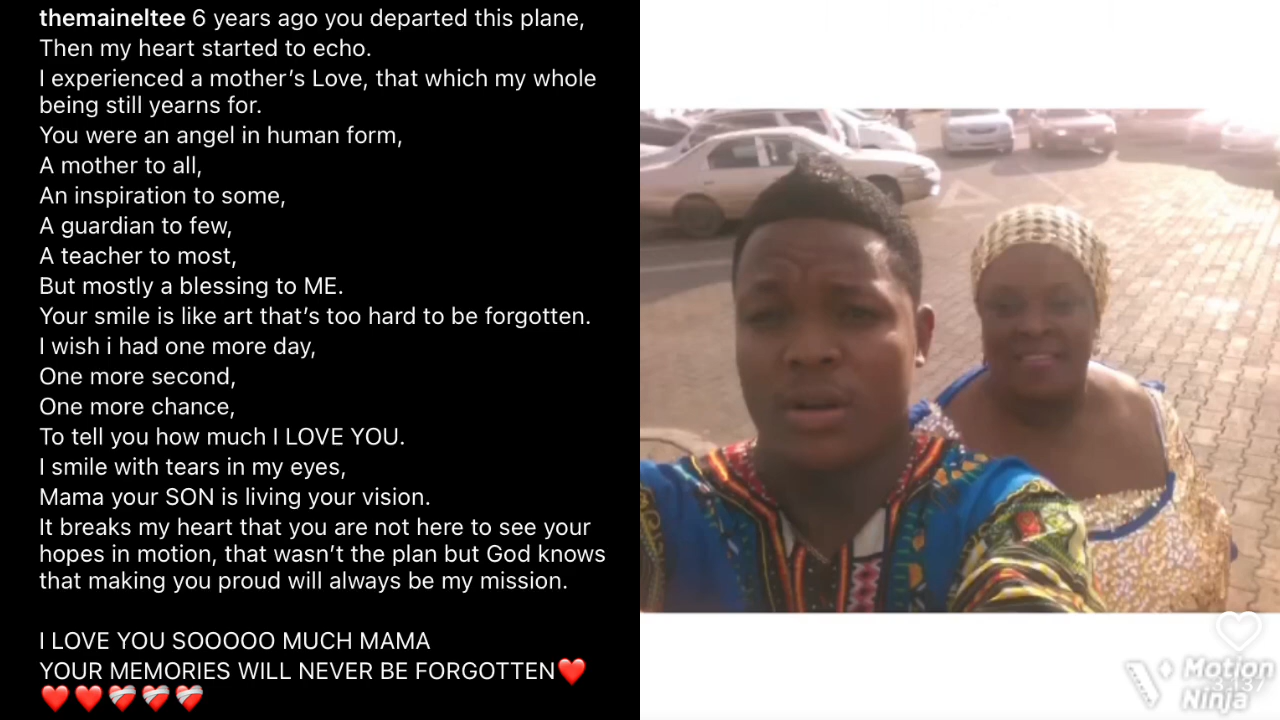 themaineltee 6 years ago you departed this plane,
Then my heart started to echo.
I experienced a mother’s Love, that which my whole
being still yearns for.
You were an angel in human form,
A mother to all,
An inspiration to some,
A guardian to few,
A teacher to most,
But mostly a blessing to ME.
Your smile is like art that’s too hard to be forgotten.
I wish i had one more day,
One more second,
One more chance,
To tell you how much I LOVE YOU.
I smile with tears in my eyes,
Mama your SON is living your vision.
It breaks my heart that you are not here to see your
hopes in motion, that wasn’t the plan but God knows
that making you proud will always be my mission.
I LOVE YOU SOOOOO MUCH MAMA
YOUR MEMORIES WILL NEVER BE FORGOTTEN❤️
❤️❤️❤️‍🩹❤️‍🩹❤️‍🩹
Motion
Ninja